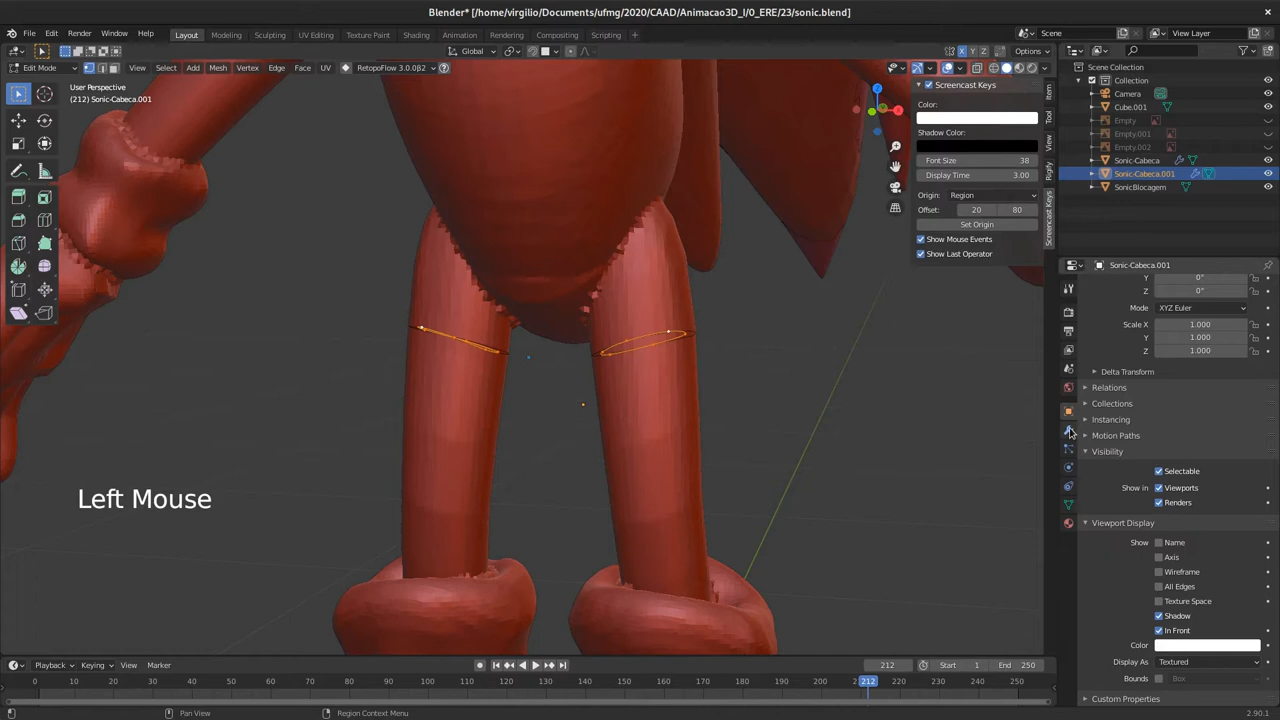 Blender* [/home/virgilio/Documents/ufmg/2020/CAAD/Animacao3D_I/0_ERE/23/sonic.blend]
File Edit Render Window Help Layout Modeling Sculpting UV Editing Texture Paint Shading Animation Rendering Compositing Scripting Scene View Layer
Global X Y Z Options
Edit Mode View Select Add Mesh Vertex Edge Face UV RetopoFlow 3.0.0β2
User Perspective
(212) Sonic-Cabeca.001
Z
Screencast Keys
Color:
Shadow Color:
Font Size 38
Display Time 3.00
Origin: Region
Offset: 20 80
Set Origin
Show Mouse Events
Show Last Operator
Item
Tool
View
Rigify
Screencast Keys
Scene Collection
Collection
Camera
Cube.001
Empty
Empty.001
Empty.002
Sonic-Cabeca
Sonic-Cabeca.001
SonicBlocagem
Sonic-Cabeca.001
Y 0°
Z 0°
Mode XYZ Euler
Scale X 1.000
Y 1.000
Z 1.000
Delta Transform
Relations
Collections
Instancing
Motion Paths
Visibility
Selectable
Show in Viewports
Renders
Viewport Display
Show Name
Axis
Wireframe
All Edges
Texture Space
Shadow
In Front
Color
Display As Textured
Bounds Box
Custom Properties
Left Mouse
Playback Keying View Marker 212 Start 1 End 250
0 10 20 30 40 50 60 70 80 90 100 110 120 130 140 150 160 170 180 190 200 212 220 230 240 250
Select Pan View Region Context Menu 2.90.1